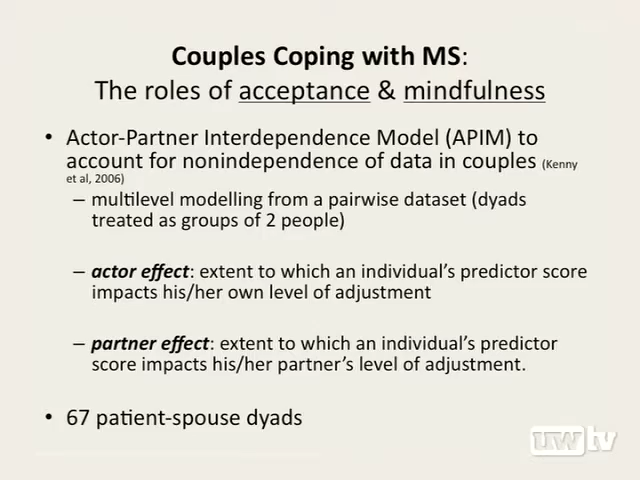 Couples Coping with MS:
The roles of acceptance & mindfulness
• Actor-Partner Interdependence Model (APIM) to
account for nonindependence of data in couples (Kenny
et al, 2006)
– multilevel modelling from a pairwise dataset (dyads
treated as groups of 2 people)
– actor effect: extent to which an individual's predictor score
impacts his/her own level of adjustment
– partner effect: extent to which an individual's predictor
score impacts his/her partner's level of adjustment.
• 67 patient-spouse dyads
uwtv